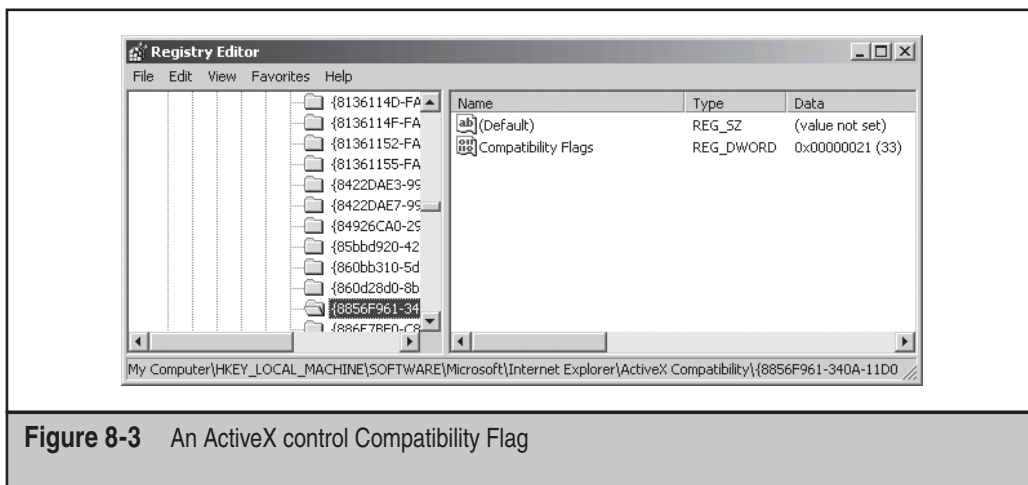 Registry Editor
File Edit View Favorites Help
{8136114D-FA
{8136114F-FA
{81361152-FA
{81361155-FA
{8422DAE3-99
{8422DAE7-99
{84926CA0-29
{85bbd920-42
{860bb310-5d
{860d28d0-8b
{8856F961-34
{886E7BF0-C8
Name Type Data
(Default) REG_SZ (value not set)
Compatibility Flags REG_DWORD 0x00000021 (33)
My Computer\HKEY_LOCAL_MACHINE\SOFTWARE\Microsoft\Internet Explorer\ActiveX Compatibility\{8856F961-340A-11D0
Figure 8-3 An ActiveX control Compatibility Flag